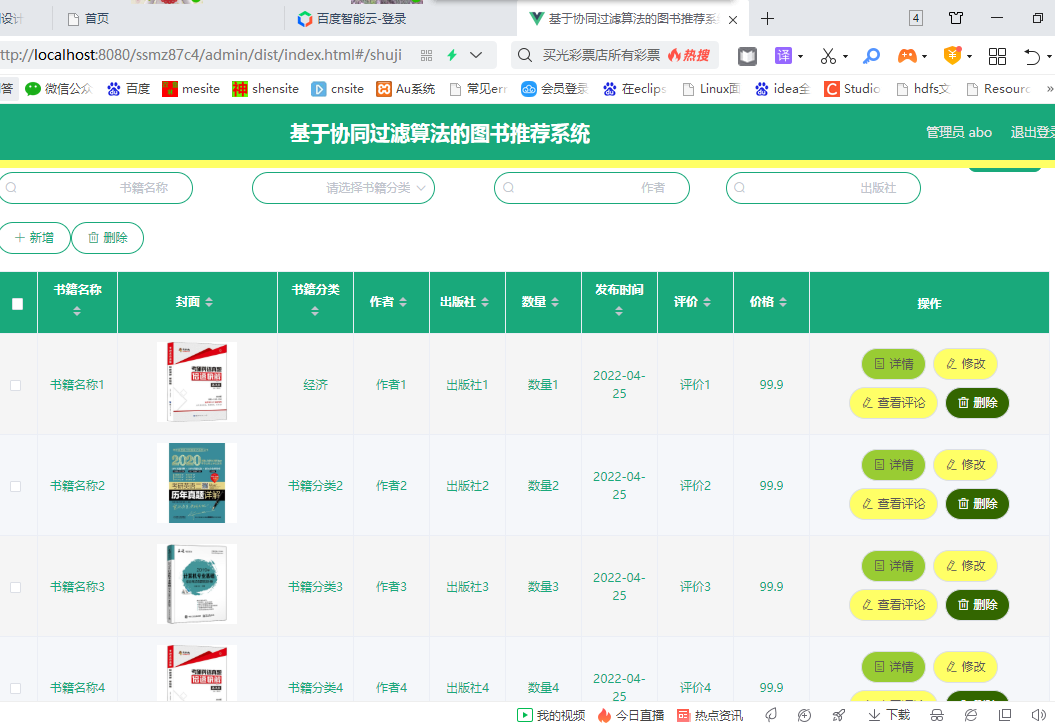 设计
首页
百度智能云-登录
基于协同过滤算法的图书推荐系
4
ttp://localhost:8080/ssmz87c4/admin/dist/index.html#/shuji
买光彩票店所有彩票
热搜
译
答
微信公众
百度
mesite
神 shensite
cnsite
Au系统
常见err
会员登录
在eclips
Linux面
idea全
Studio
hdfs文
Resourc
»
基于协同过滤算法的图书推荐系统
管理员 abo
退出登录
书籍名称
请选择书籍分类
作者
出版社
新增
删除
书籍名称 封面 书籍分类 作者 出版社 数量 发布时间 评价 价格 操作
书籍名称1 经济 作者1 出版社1 数量1 2022-04-25 评价1 99.9
详情 修改
查看评论 删除
2020
考研英语二
历年真题详解
书籍名称2 书籍分类2 作者2 出版社2 数量2 2022-04-25 评价2 99.9
详情 修改
查看评论 删除
书籍名称3 书籍分类3 作者3 出版社3 数量3 2022-04-25 评价3 99.9
详情 修改
查看评论 删除
书籍名称4 书籍分类4 作者4 出版社4 数量4 2022-04-25 评价4 99.9
详情 修改
我的视频
今日直播
热点资讯
下载